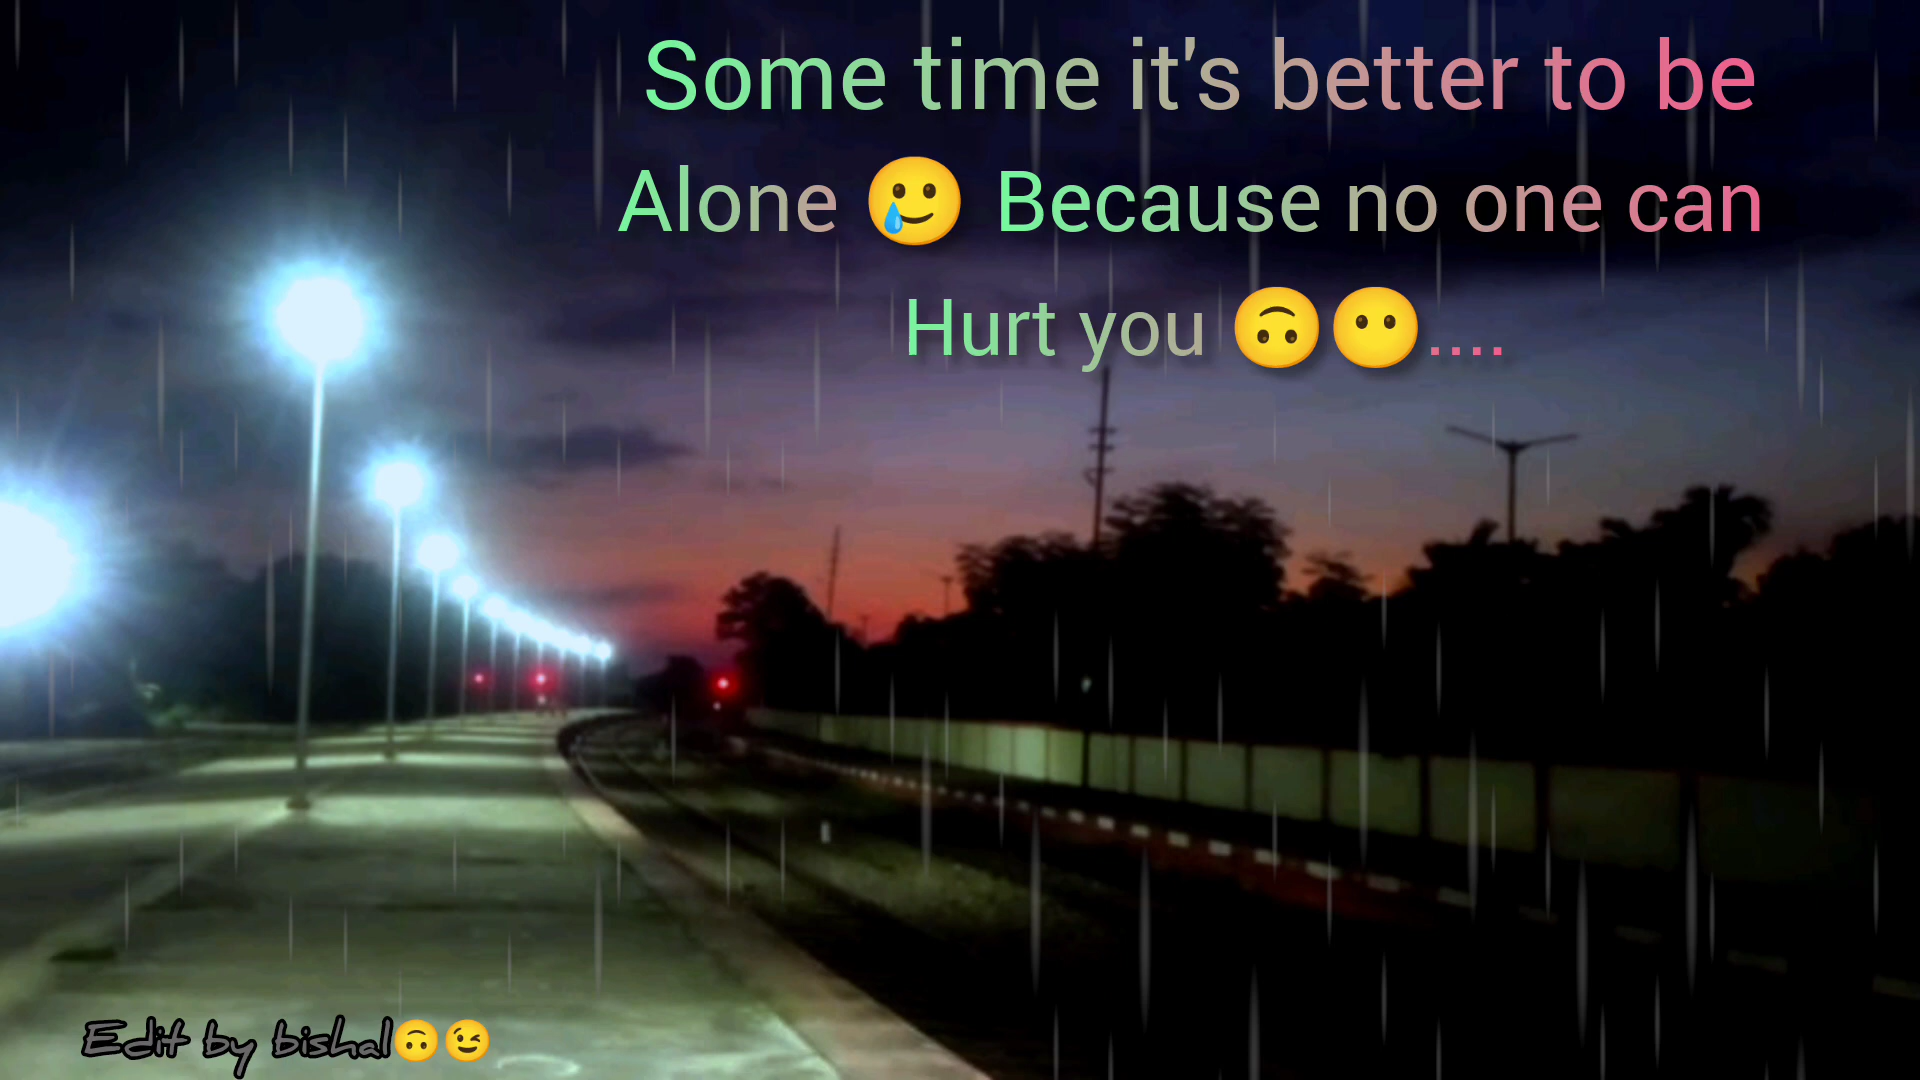 Some time it's better to be
Alone 🥲 Because no one can
Hurt you 🙃😶....
Edit by bishal🙃😉